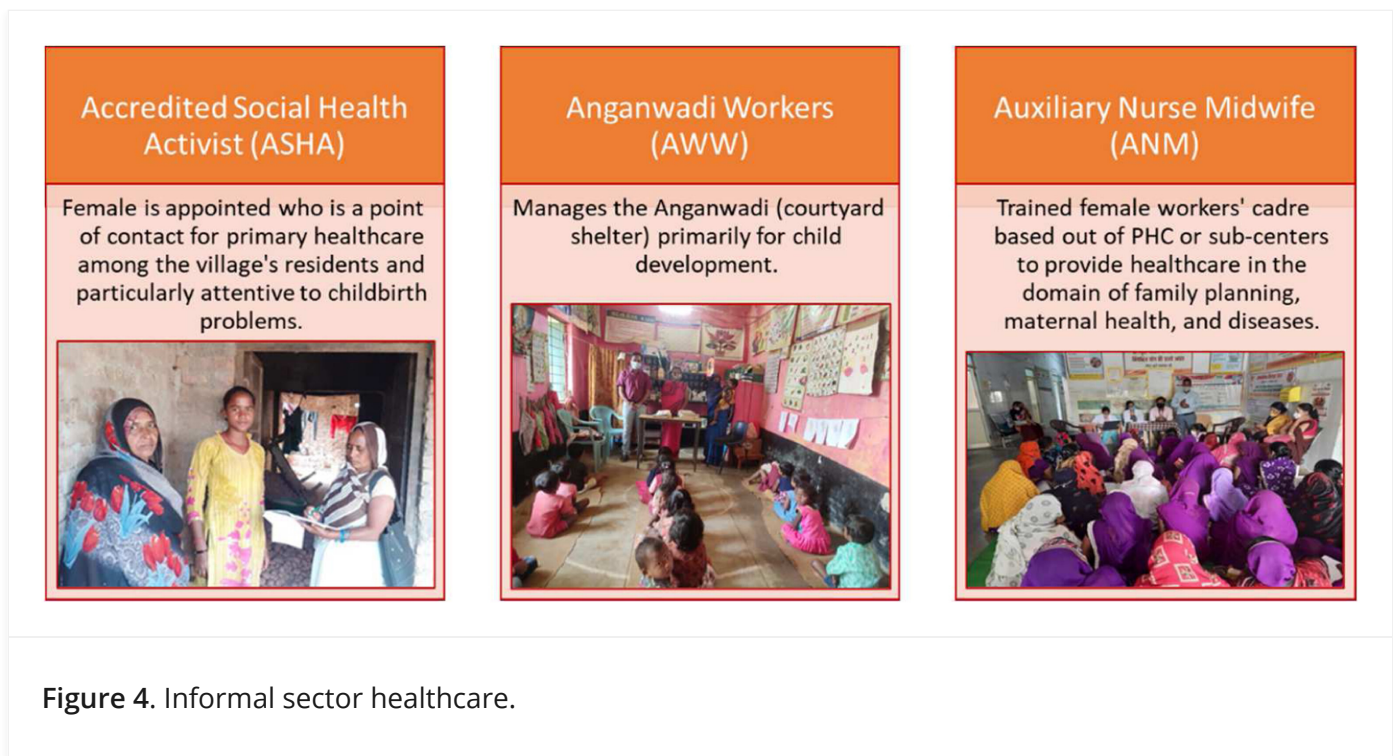 Accredited Social Health
Activist (ASHA)
Female is appointed who is a point
of contact for primary healthcare
among the village's residents and
particularly attentive to childbirth
problems.
Anganwadi Workers
(AWW)
Manages the Anganwadi (courtyard
shelter) primarily for child
development.
Auxiliary Nurse Midwife
(ANM)
Trained female workers' cadre
based out of PHC or sub-centers
to provide healthcare in the
domain of family planning,
maternal health, and diseases.
Figure 4. Informal sector healthcare.